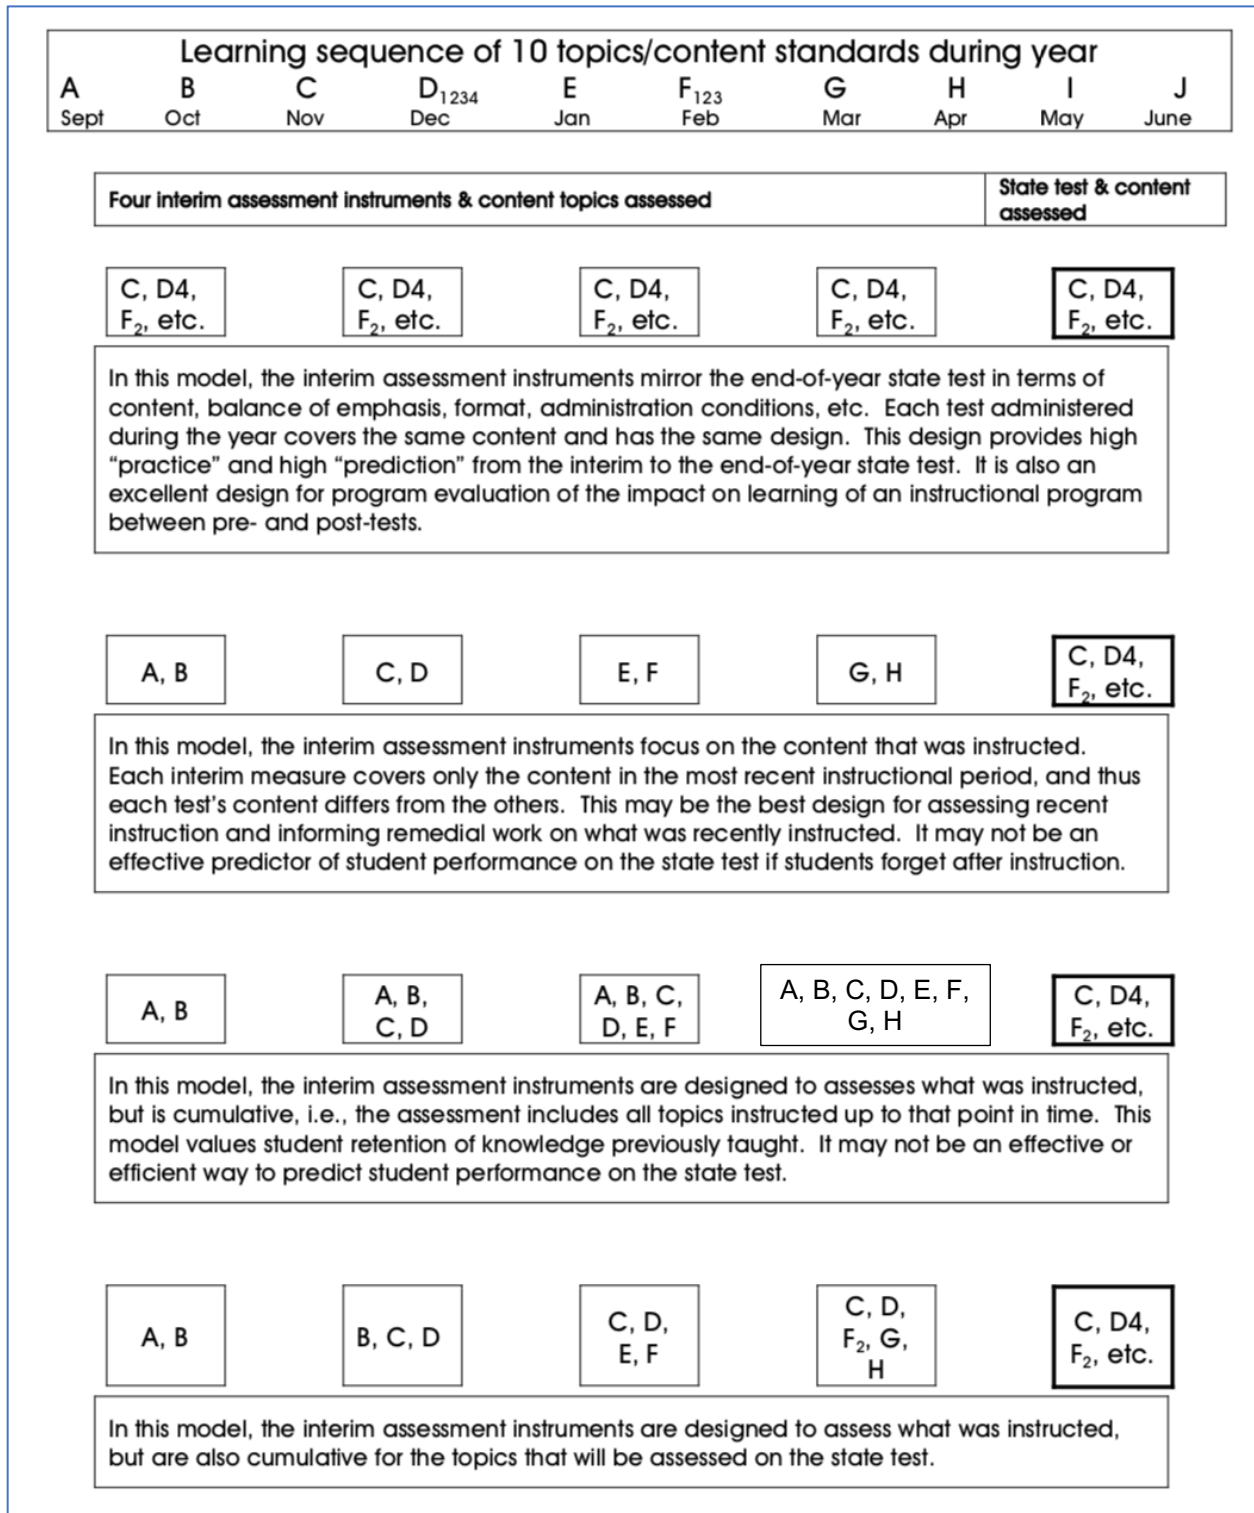 Learning sequence of 10 topics/content standards during year
A B C D1234 E F123 G H I J
Sept Oct Nov Dec Jan Feb Mar Apr May June
Four interim assessment instruments & content topics assessed
State test & content
assessed
C, D4,
F2, etc.
C, D4,
F2, etc.
C, D4,
F2, etc.
C, D4,
F2, etc.
C, D4,
F2, etc.
In this model, the interim assessment instruments mirror the end-of-year state test in terms of
content, balance of emphasis, format, administration conditions, etc. Each test administered
during the year covers the same content and has the same design. This design provides high
“practice” and high “prediction” from the interim to the end-of-year state test. It is also an
excellent design for program evaluation of the impact on learning of an instructional program
between pre- and post-tests.
A, B
C, D
E, F
G, H
C, D4,
F2, etc.
In this model, the interim assessment instruments focus on the content that was instructed.
Each interim measure covers only the content in the most recent instructional period, and thus
each test’s content differs from the others. This may be the best design for assessing recent
instruction and informing remedial work on what was recently instructed. It may not be an
effective predictor of student performance on the state test if students forget after instruction.
A, B
A, B,
C, D
A, B, C,
D, E, F
A, B, C, D, E, F,
G, H
C, D4,
F2, etc.
In this model, the interim assessment instruments are designed to assesses what was instructed,
but is cumulative, i.e., the assessment includes all topics instructed up to that point in time. This
model values student retention of knowledge previously taught. It may not be an effective or
efficient way to predict student performance on the state test.
A, B
B, C, D
C, D,
E, F
C, D,
F2, G,
H
C, D4,
F2, etc.
In this model, the interim assessment instruments are designed to assess what was instructed,
but are also cumulative for the topics that will be assessed on the state test.